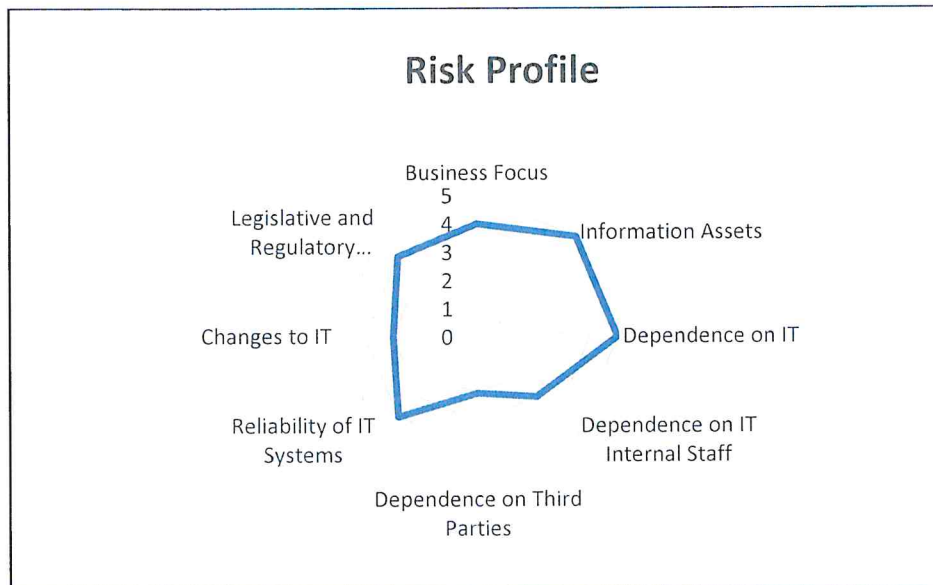 Risk Profile
Business Focus
5
4
3
2
1
0
Information Assets
Dependence on IT
Dependence on IT
Internal Staff
Dependence on Third
Parties
Reliability of IT
Systems
Changes to IT
Legislative and
Regulatory...